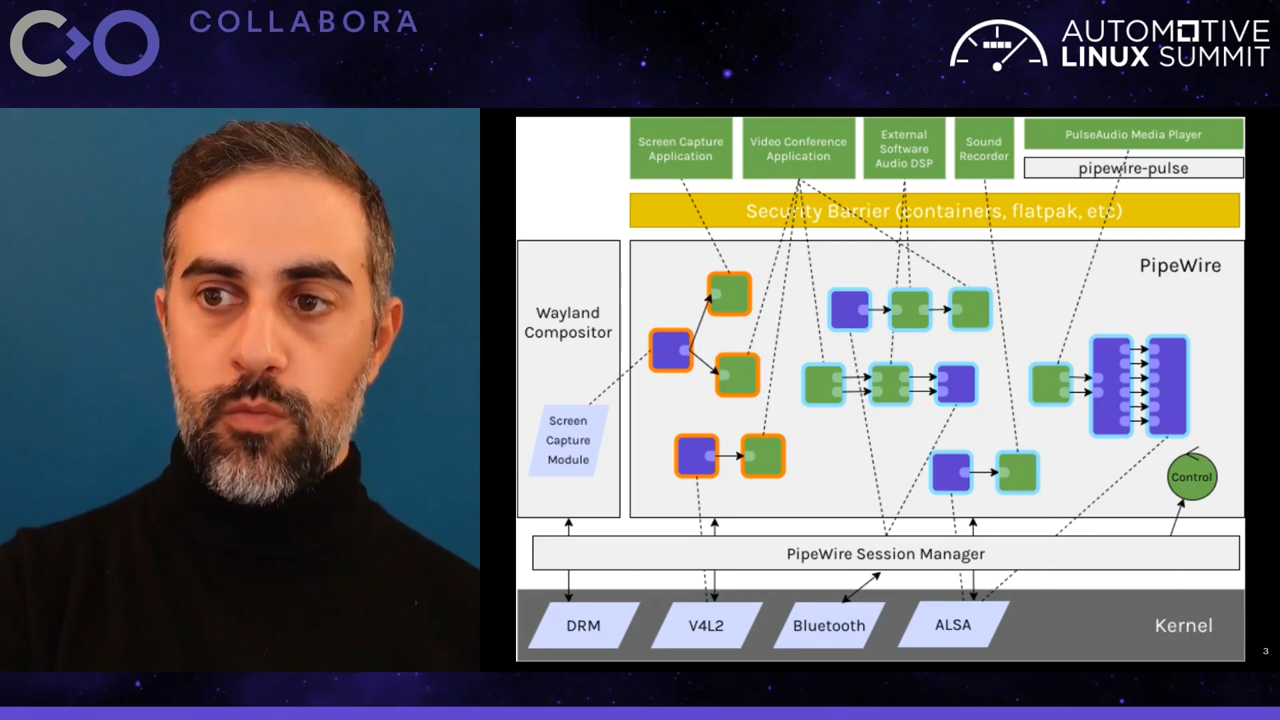 COLLABORA
AUTOMOTIVE
LINUX SUMMIT
Screen Capture
Application
Video Conference
Application
External
Software
Audio DSP
Sound
Recorder
PulseAudio Media Player
pipewire-pulse
Security Barrier (containers, flatpak, etc)
PipeWire
Wayland
Compositor
Screen
Capture
Module
Control
PipeWire Session Manager
DRM
V4L2
Bluetooth
ALSA
Kernel
3